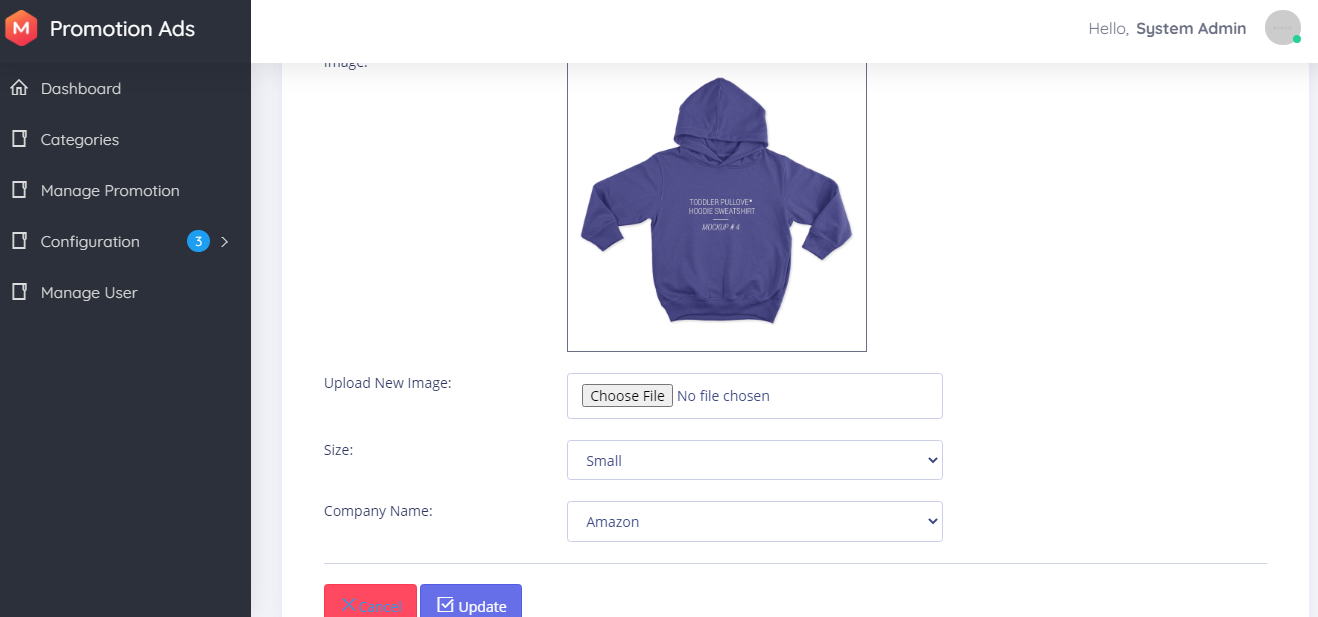 M Promotion Ads
Hello, System Admin
Dashboard
Categories
Manage Promotion
Configuration 3
Manage User
Image:
TODDLER PULLOVE*
HOODIE SWEATSHIRT
MOCKUP # 4
Upload New Image:
Choose File No file chosen
Size:
Small
Company Name:
Amazon
Cancel
Update